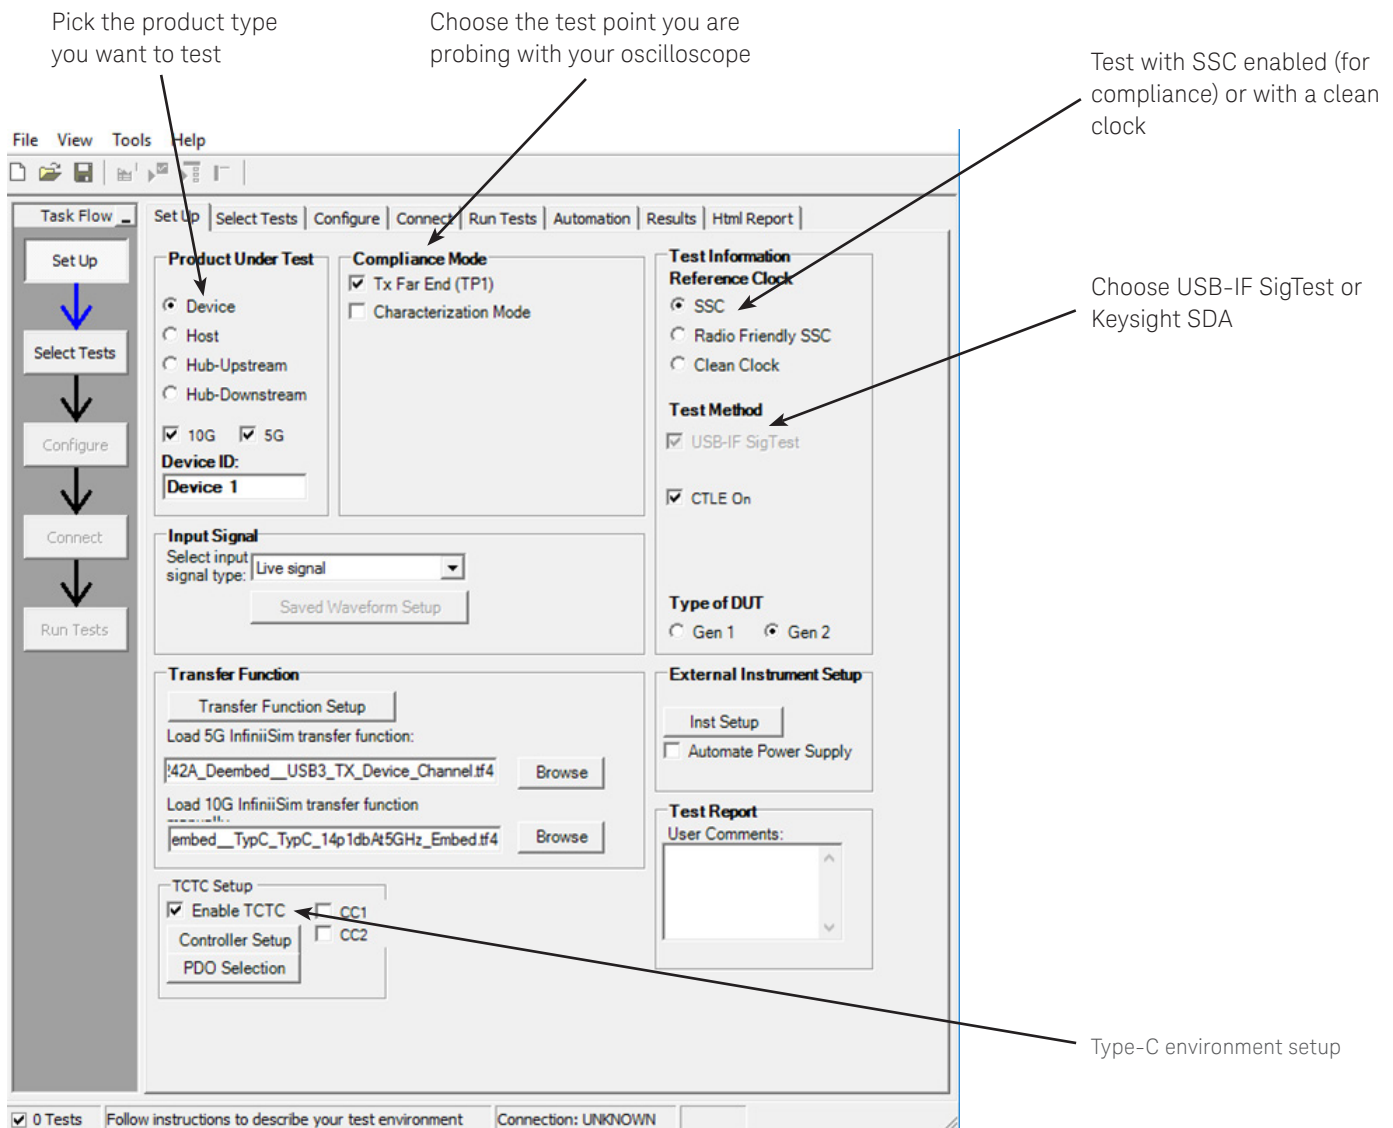 Pick the product type
you want to test
Choose the test point you are
probing with your oscilloscope
Test with SSC enabled (for
compliance) or with a clean
clock
File View Tools Help
Task Flow
Set Up Select Tests Configure Connect Run Tests Automation Results Html Report
Set Up
Select Tests
Configure
Connect
Run Tests
Product Under Test
Device
Host
Hub-Upstream
Hub-Downstream
10G 5G
Device ID:
Device 1
Compliance Mode
Tx Far End (TP1)
Characterization Mode
Test Information
Reference Clock
SSC
Radio Friendly SSC
Clean Clock
Test Method
USB-IF SigTest
CTLE On
Type of DUT
Gen 1 Gen 2
Choose USB-IF SigTest or
Keysight SDA
Input Signal
Select input
signal type: Live signal
Saved Waveform Setup
Transfer Function
Transfer Function Setup
Load 5G InfiniiSim transfer function:
42A_Deembed__USB3_TX_Device_Channel.tf4 Browse
Load 10G InfiniiSim transfer function
embed__TypC_TypC_14p1dbAt5GHz_Embed.tf4 Browse
External Instrument Setup
Inst Setup
Automate Power Supply
Test Report
User Comments:
TCTC Setup
Enable TCTC CC1
Controller Setup CC2
PDO Selection
Type-C environment setup
0 Tests Follow instructions to describe your test environment Connection: UNKNOWN